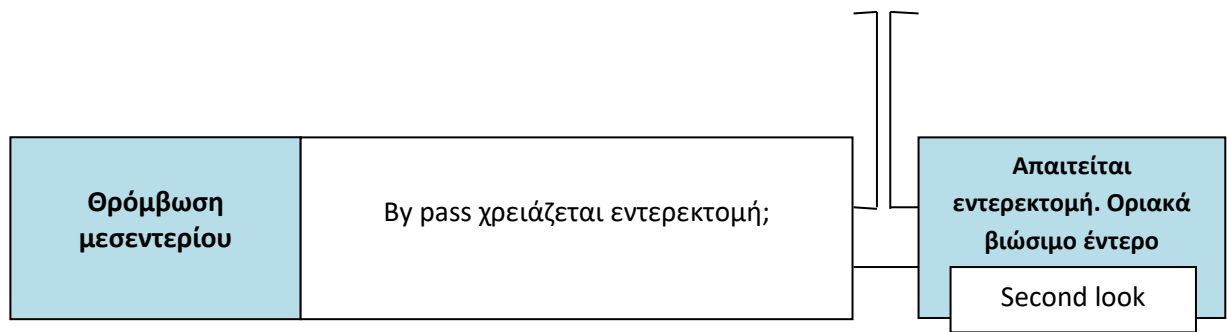 Θρόμβωση
μεσεντερίου
By pass χρειάζεται εντερεκτομή;
Απαιτείται
εντερεκτομή. Οριακά
βιώσιμο έντερο
Second look